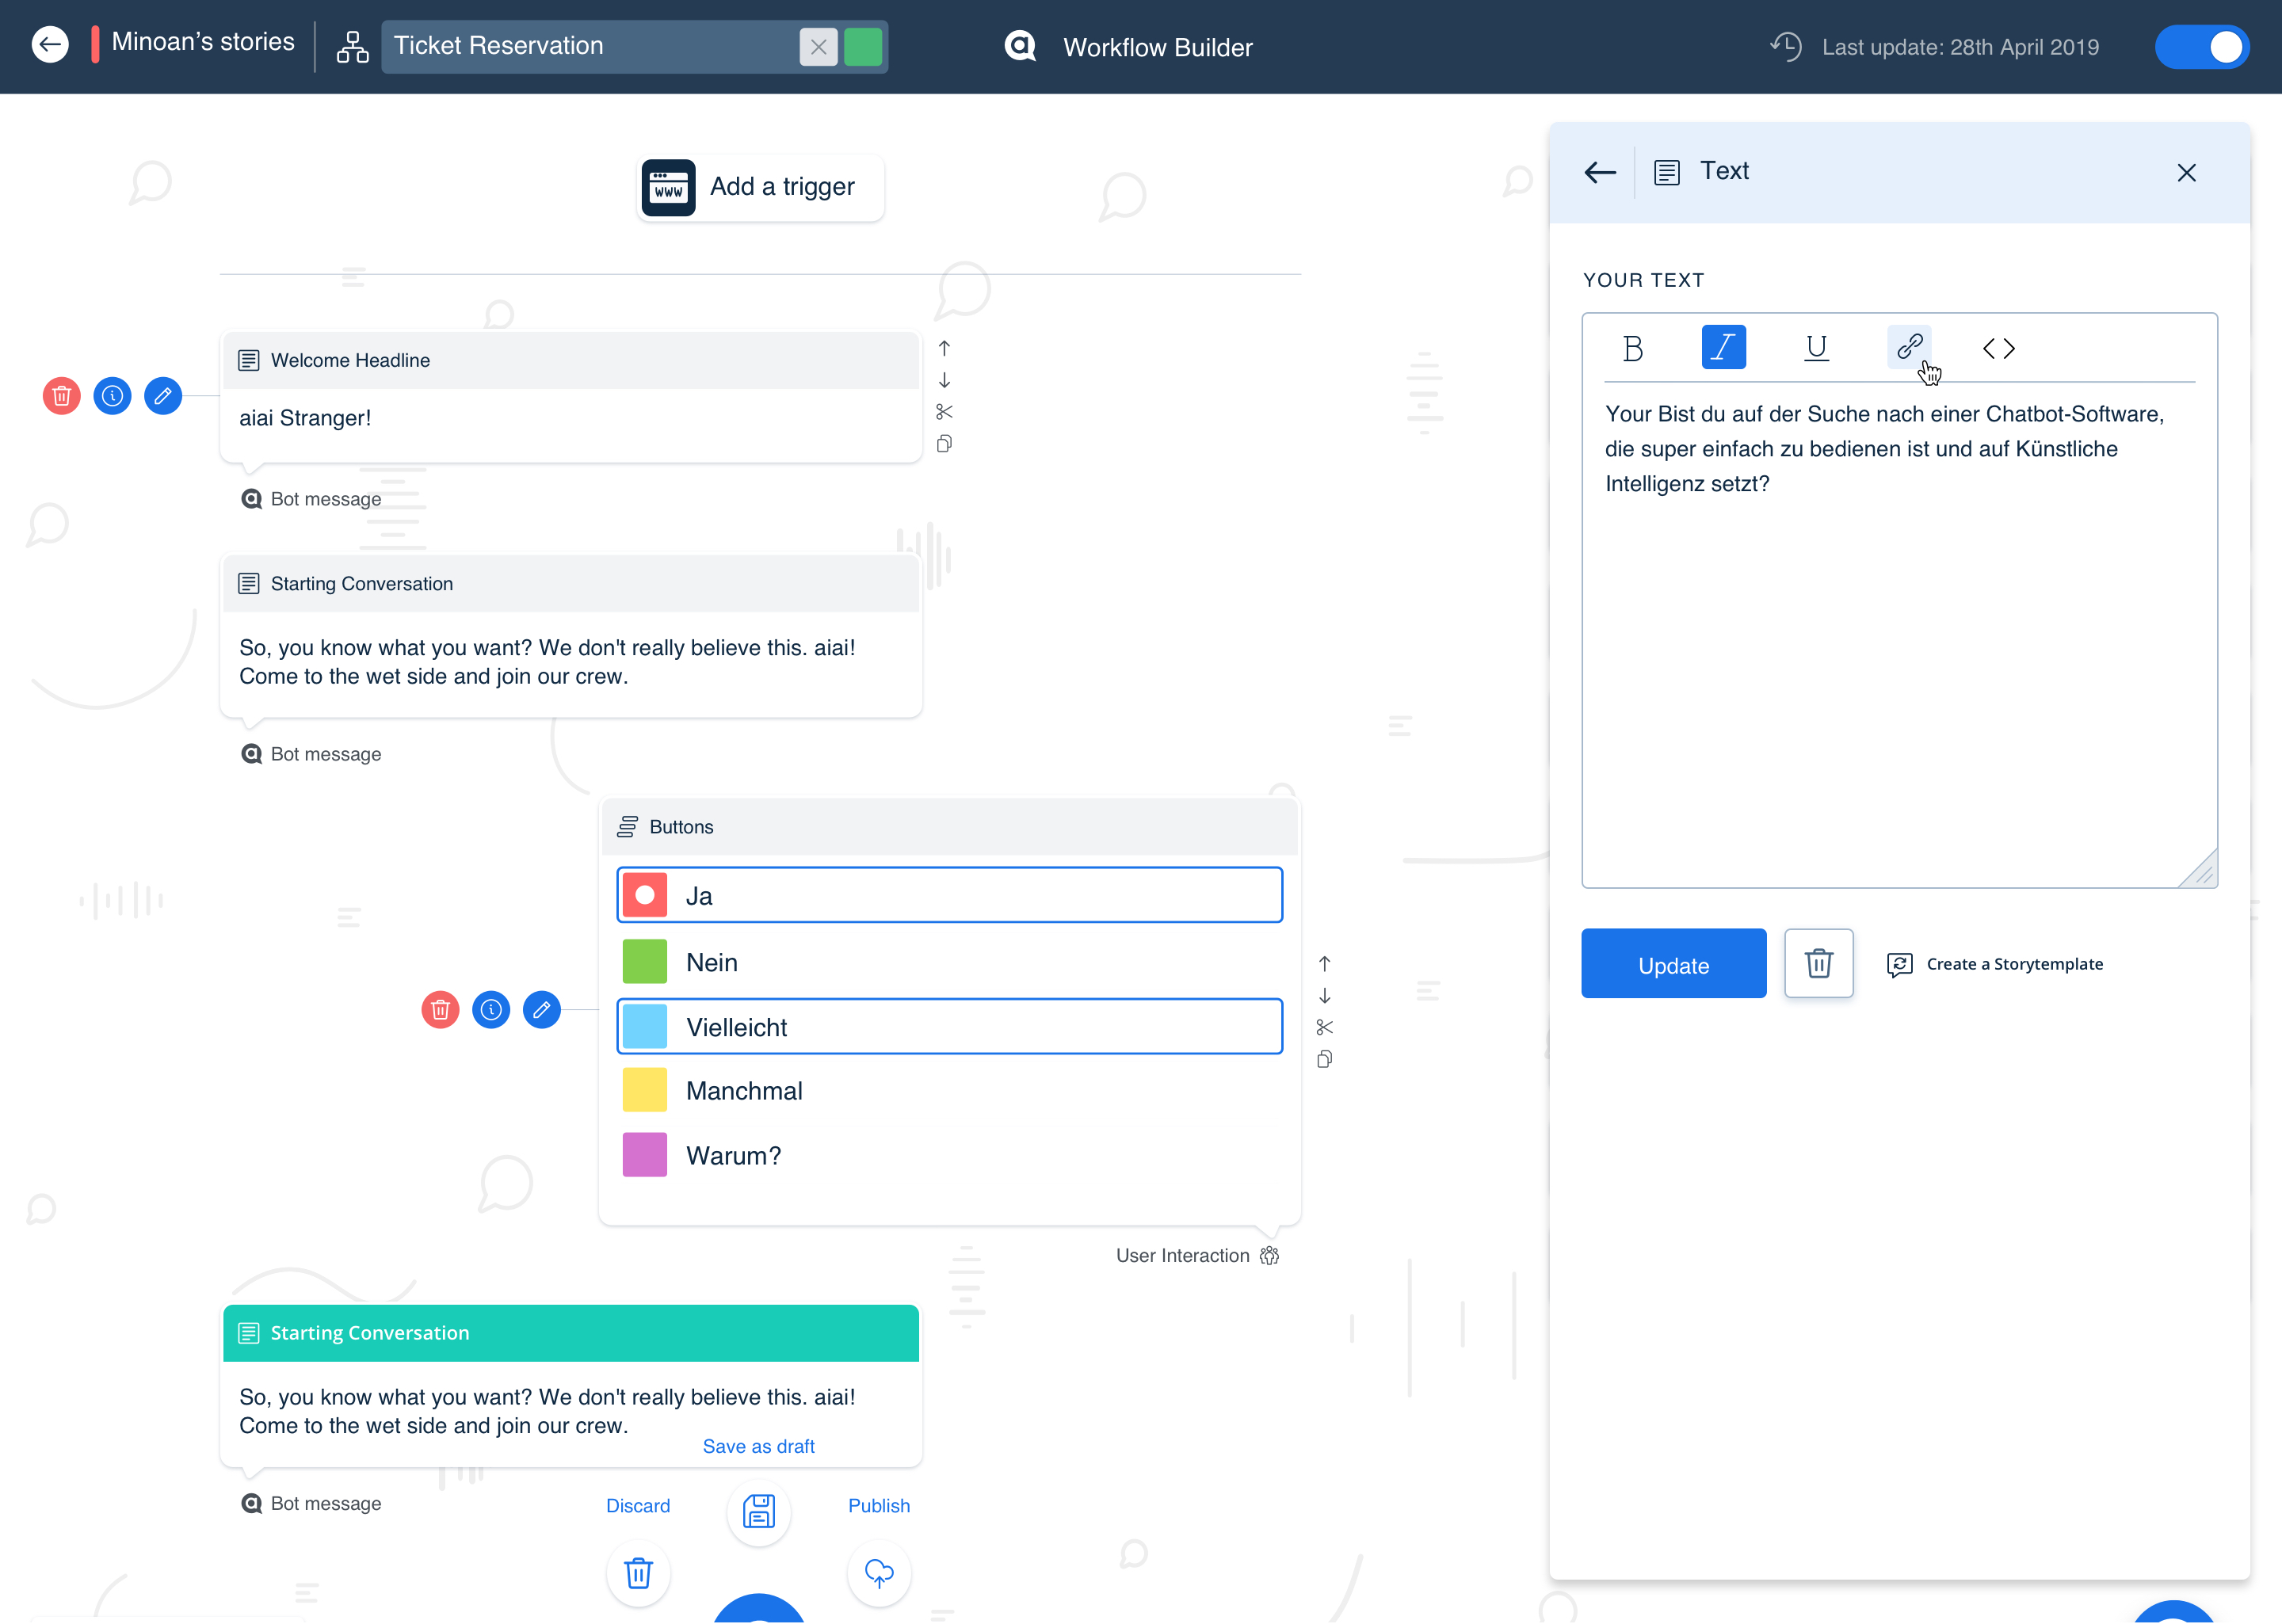 Minoan’s stories
Ticket Reservation
Workflow Builder
Last update: 28th April 2019
WWW
Add a trigger
Welcome Headline
aiai Stranger!
Bot message
Starting Conversation
So, you know what you want? We don't really believe this. aiai!
Come to the wet side and join our crew.
Bot message
Buttons
Ja
Nein
Vielleicht
Manchmal
Warum?
User Interaction
Starting Conversation
So, you know what you want? We don't really believe this. aiai!
Come to the wet side and join our crew.
Save as draft
Bot message
Discard
Publish
Text
YOUR TEXT
B I U < >
Your Bist du auf der Suche nach einer Chatbot-Software,
die super einfach zu bedienen ist und auf Künstliche
Intelligenz setzt?
Update
Create a Storytemplate